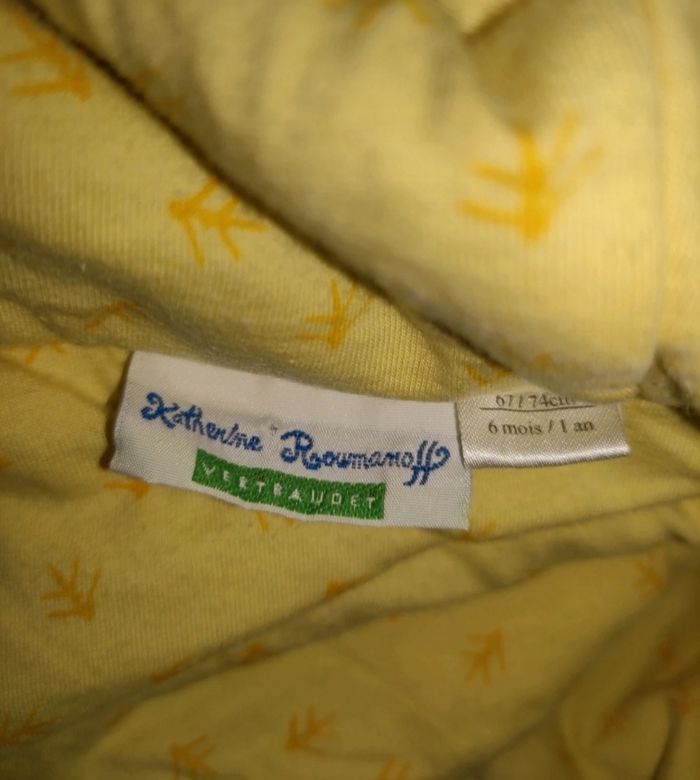 Katherine Roumanoff
VERTBAUDET
67 / 74cm
6 mois / 1 an